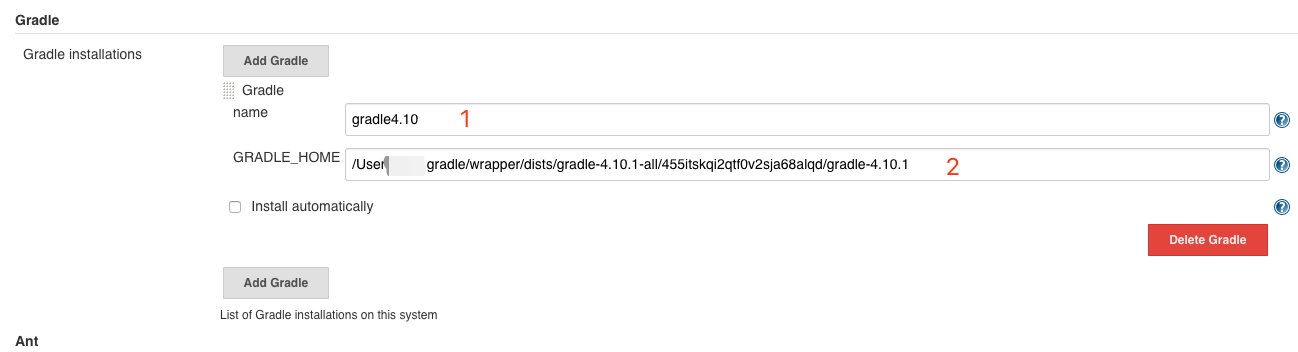 Gradle
Gradle installations
Add Gradle
Gradle
name
gradle4.10
1
?
GRADLE_HOME
/User gradle/wrapper/dists/gradle-4.10.1-all/455itskqi2qtf0v2sja68alqd/gradle-4.10.1
2
?
Install automatically
?
Delete Gradle
Add Gradle
List of Gradle installations on this system
Ant